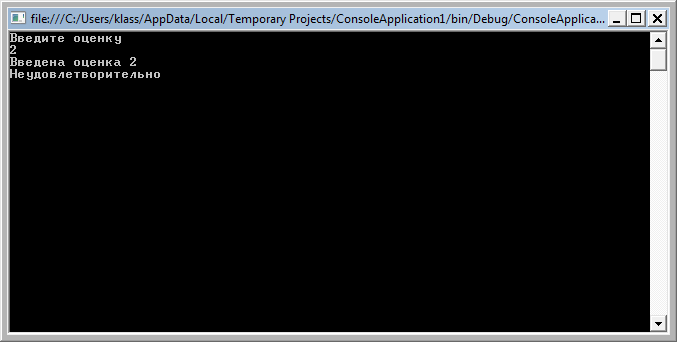 file:///C:/Users/klass/AppData/Local/Temporary Projects/ConsoleApplication1/bin/Debug/ConsoleApplica...
Введите оценку
2
Введена оценка 2
Неудовлетворительно